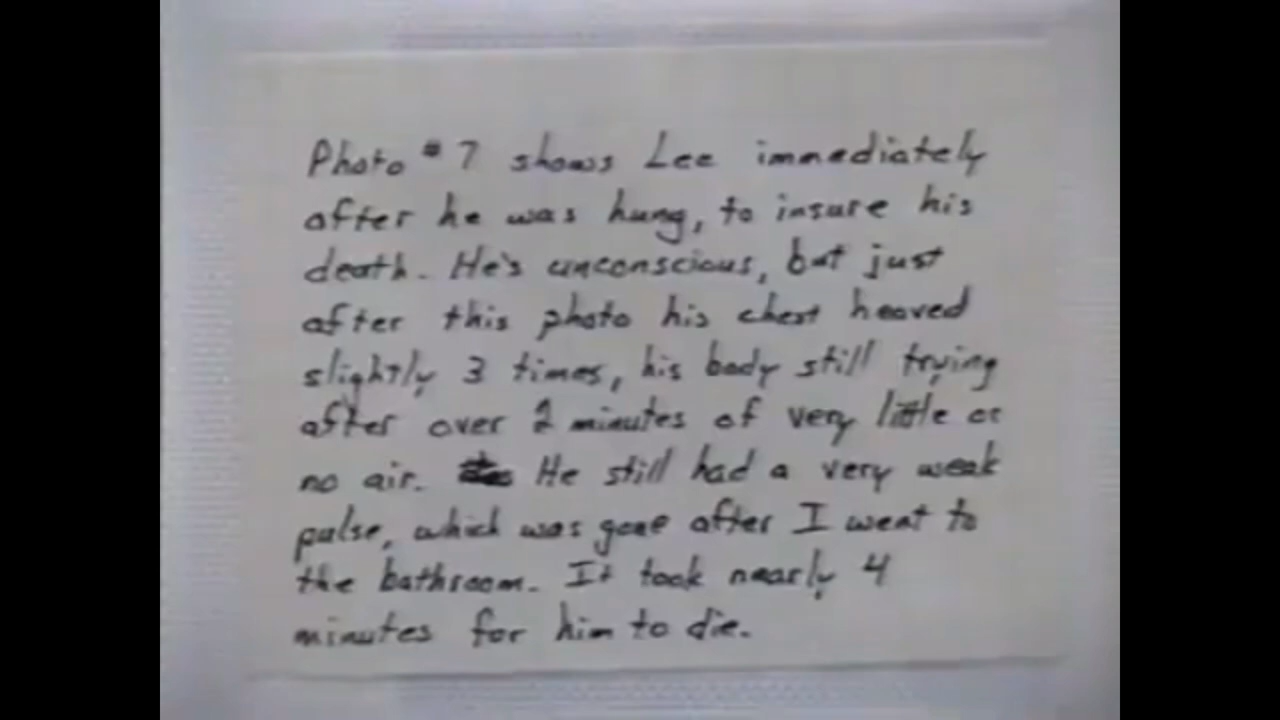 Photo #7 shows Lee immediately
after he was hung, to insure his
death. He's unconscious, but just
after this photo his chest heaved
slightly 3 times, his body still trying
after over 2 minutes of very little or
no air. He still had a very weak
pulse, which was gone after I went to
the bathroom. It took nearly 4
minutes for him to die.